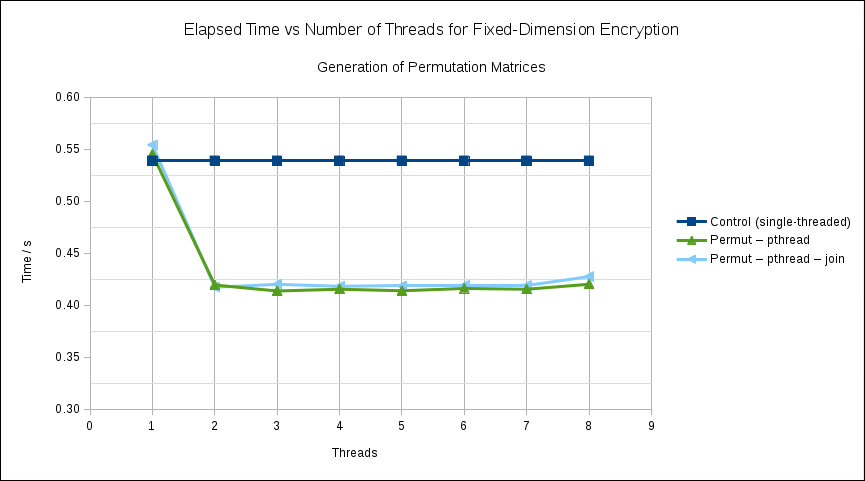 Elapsed Time vs Number of Threads for Fixed-Dimension Encryption
Generation of Permutation Matrices
0.60
0.55
0.50
0.45
0.40
0.35
0.30
Time / s
0 1 2 3 4 5 6 7 8 9
Threads
Control (single-threaded)
Permut – pthread
Permut – pthread – join